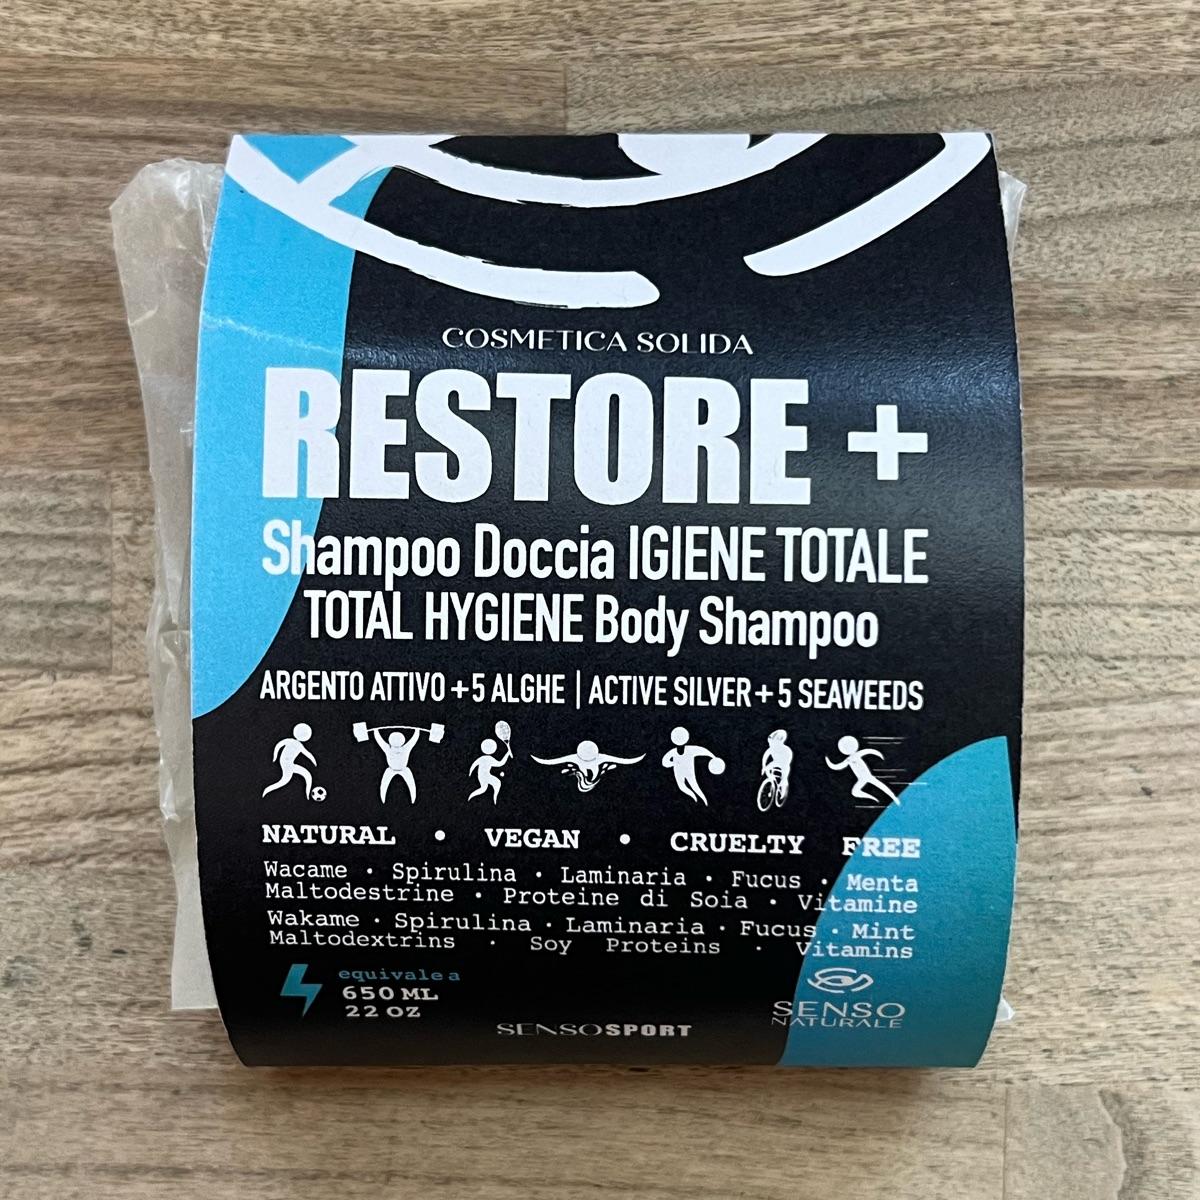 COSMETICA SOLIDA
RESTORE +
Shampoo Doccia IGIENE TOTALE
TOTAL HYGIENE Body Shampoo
ARGENTO ATTIVO + 5 ALGHE | ACTIVE SILVER + 5 SEAWEEDS
NATURAL • VEGAN • CRUELTY FREE
Wacame · Spirulina · Laminaria · Fucus · Menta
Maltodestrine · Proteine di Soia · Vitamine
Wakame · Spirulina · Laminaria · Fucus · Mint
Maltodextrins · Soy Proteins · Vitamins
equivale a
650 ML
22 OZ
SENSOSPORT
SENSO
NATURALE